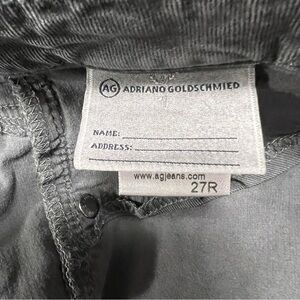 AG ADRIANO GOLDSCHMIED
NAME:
ADDRESS:
www.agjeans.com
27R